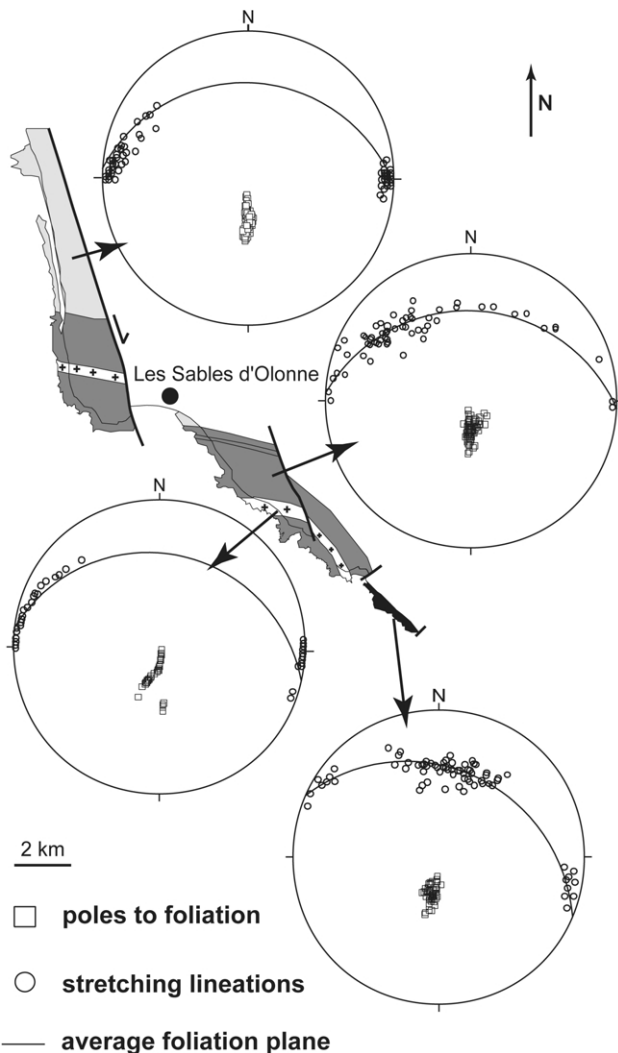 N
N
N
Les Sables d'Olonne
N
N
2 km
poles to foliation
stretching lineations
average foliation plane